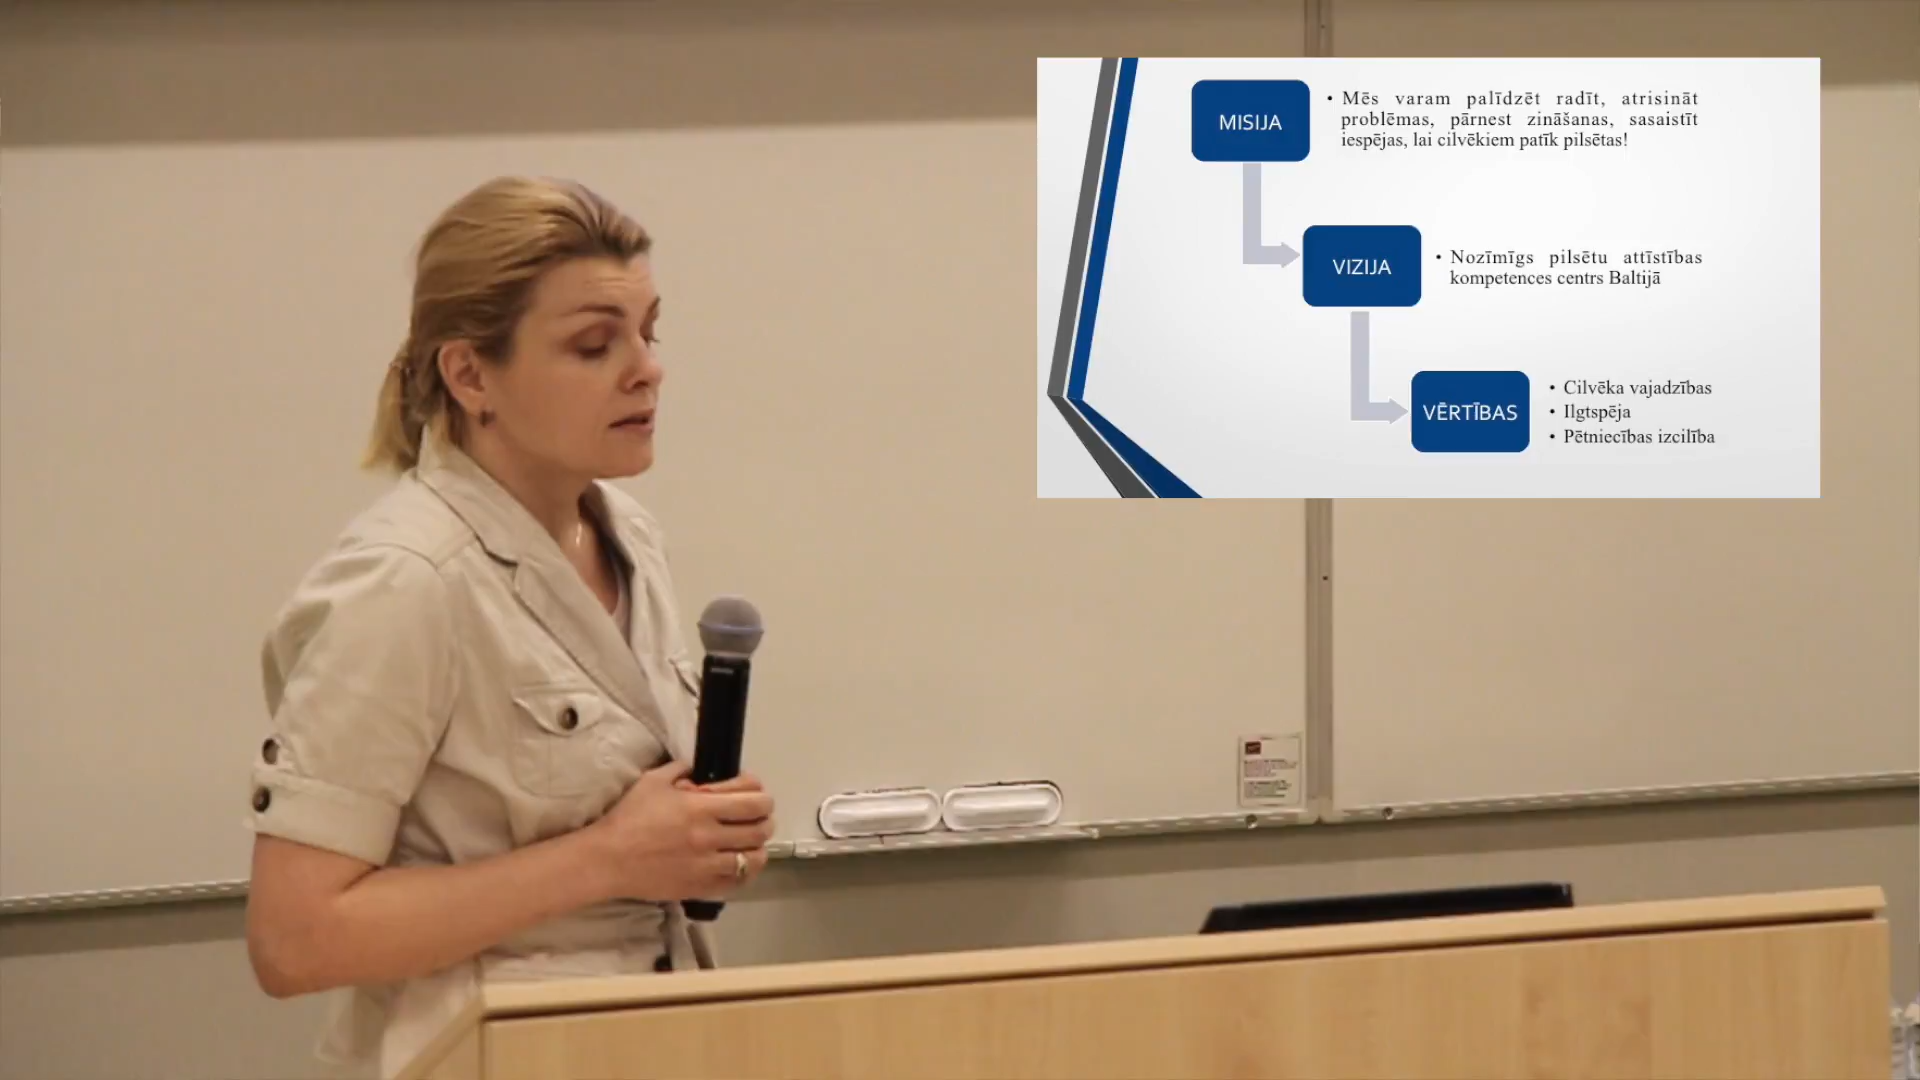 MISIJA
• Mēs varam palīdzēt radīt, atrisināt
problēmas, pārnest zināšanas, sasaistīt
iespējas, lai cilvēkiem patīk pilsētas!
VIZIJA
• Nozīmīgs pilsētu attīstības
kompetences centrs Baltijā
VĒRTĪBAS
• Cilvēka vajadzības
• Ilgtspēja
• Pētniecības izcilība